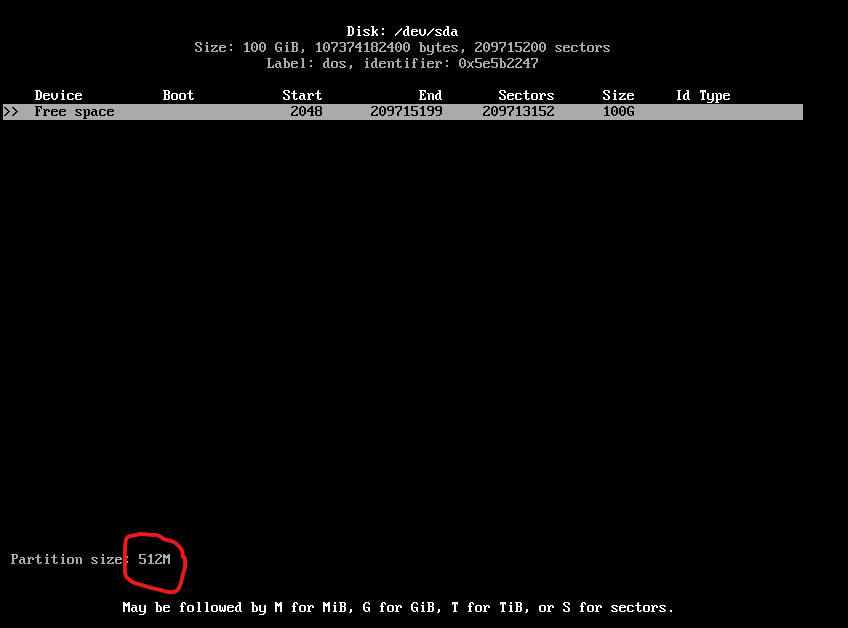 Disk: /dev/sda
Size: 100 GiB, 107374182400 bytes, 209715200 sectors
Label: dos, identifier: 0x5e5b2247
Device Boot Start End Sectors Size Id Type
>> Free space 2048 209715199 209713152 100G
Partition size: 512M
May be followed by M for MiB, G for GiB, T for TiB, or S for sectors.